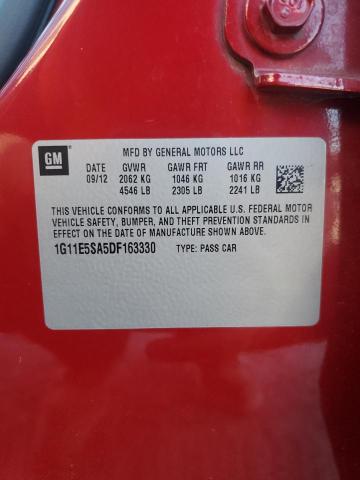 GM
MFD BY GENERAL MOTORS LLC
DATE GVWR GAWR FRT GAWR RR
09/12 2062 KG 1046 KG 1016 KG
4546 LB 2305 LB 2241 LB
THIS VEHICLE CONFORMS TO ALL APPLICABLE U.S. FEDERAL MOTOR
VEHICLE SAFETY, BUMPER, AND THEFT PREVENTION STANDARDS
IN EFFECT ON THE DATE OF MANUFACTURE SHOWN ABOVE.
1G11E5SA5DF163330 TYPE: PASS CAR